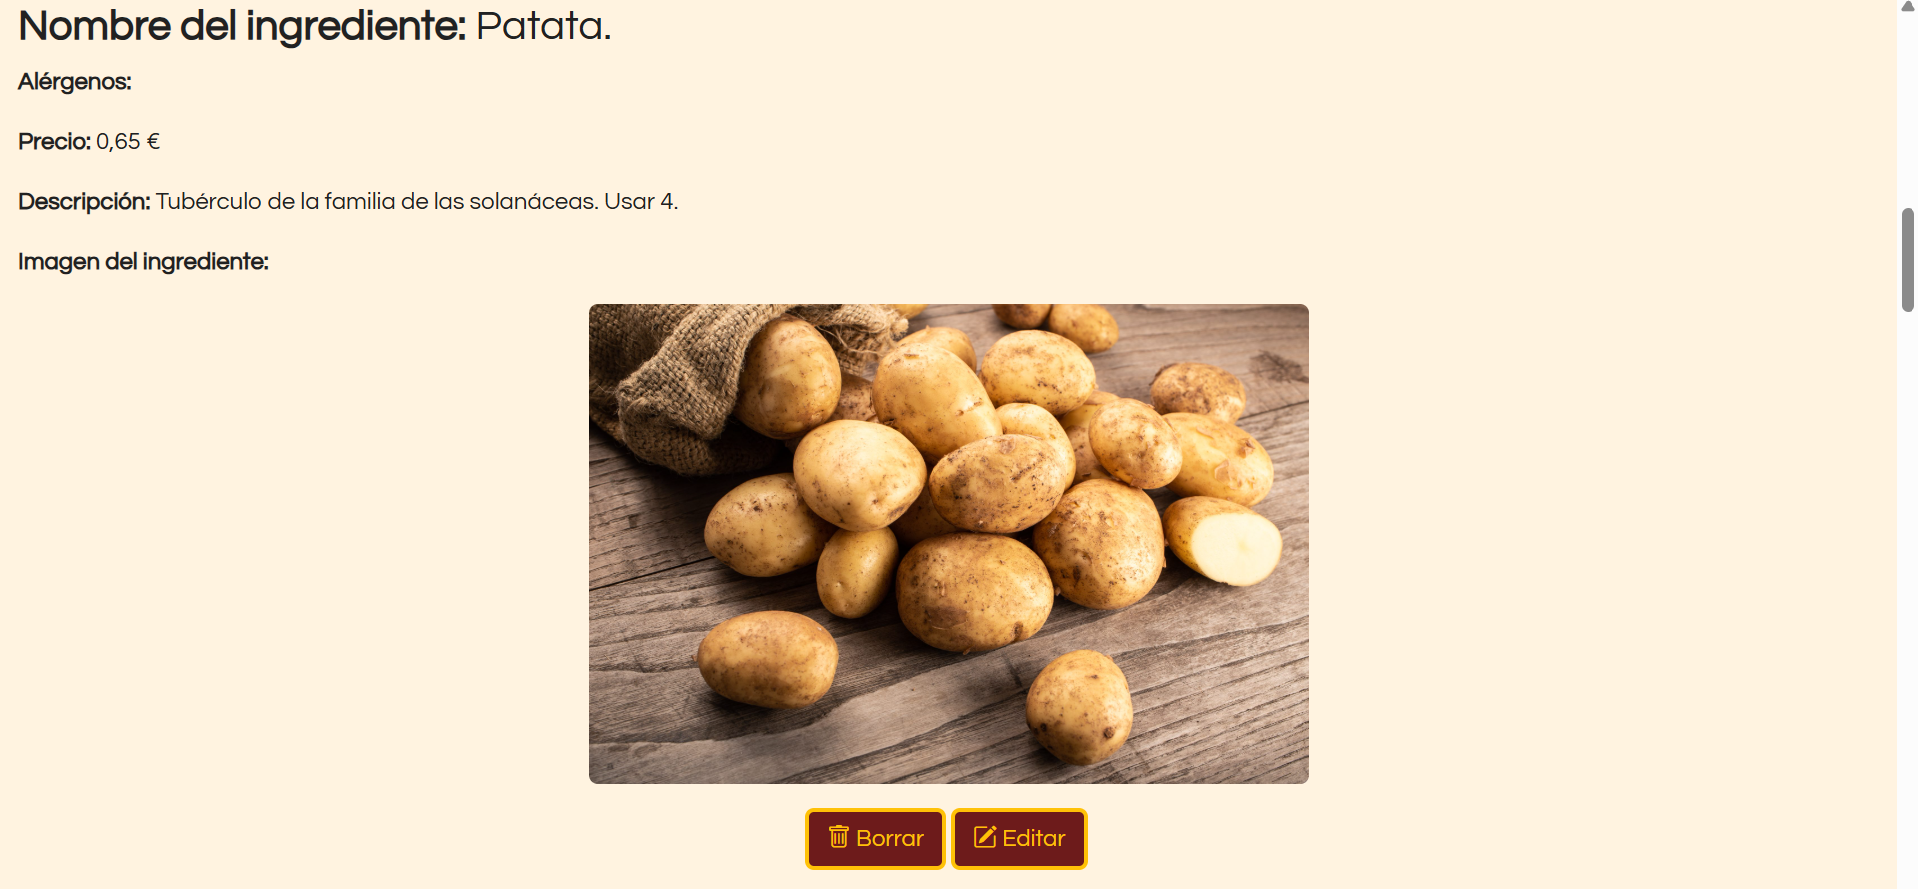 Nombre del ingrediente: Patata.
Alérgenos:
Precio: 0,65 €
Descripción: Tubérculo de la familia de las solanáceas. Usar 4.
Imagen del ingrediente:
Borrar Editar